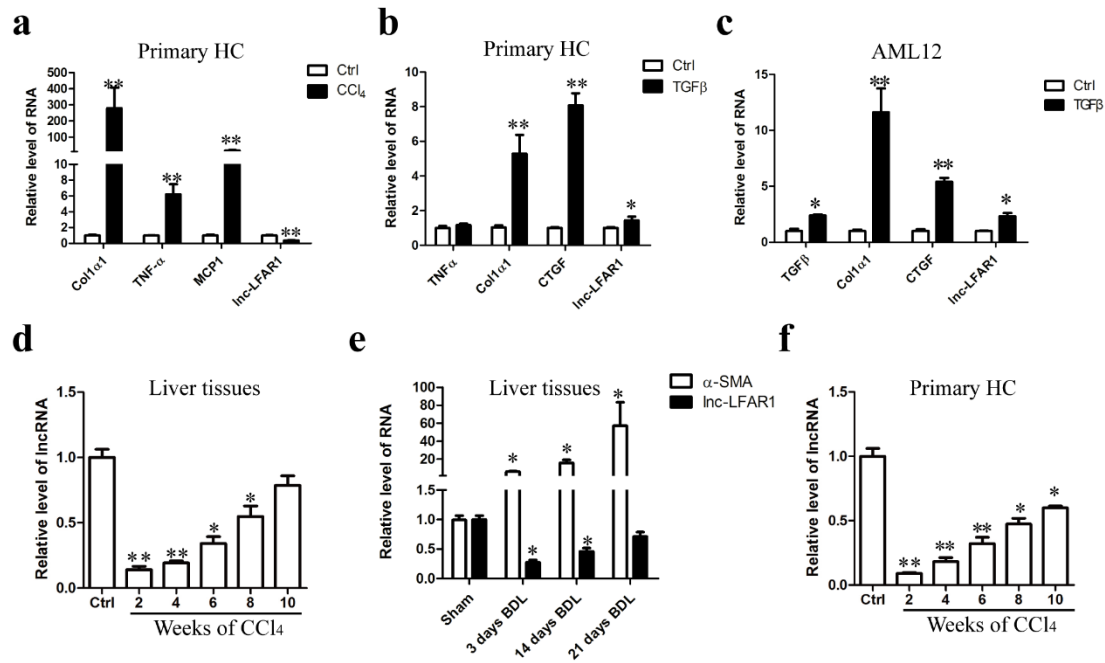 a
Primary HC
Ctrl
CCl₄
Relative level of RNA
500
400
300
200
100
10
8
6
4
2
0
**
**
**
**
Col1α1
TNF-α
MCP1
lnc-LFAR1
b
Primary HC
Ctrl
TGFβ
Relative level of RNA
10
8
6
4
2
0
**
**
*
TNFα
Col1α1
CTGF
lnc-LFAR1
c
AML12
Ctrl
TGFβ
Relative level of RNA
15
10
5
0
*
**
**
*
TGFβ
Col1α1
CTGF
lnc-LFAR1
d
Liver tissues
Relative level of lncRNA
1.5
1.0
0.5
0.0
**
**
*
*
Ctrl 2 4 6 8 10
Weeks of CCl₄
e
Liver tissues
α-SMA
lnc-LFAR1
Relative level of RNA
100
80
60
40
20
1.5
1.0
0.5
0.0
*
*
*
*
*
Sham
3 days BDL
14 days BDL
21 days BDL
f
Primary HC
Relative level of lncRNA
1.5
1.0
0.5
0.0
**
**
**
*
*
Ctrl 2 4 6 8 10
Weeks of CCl₄